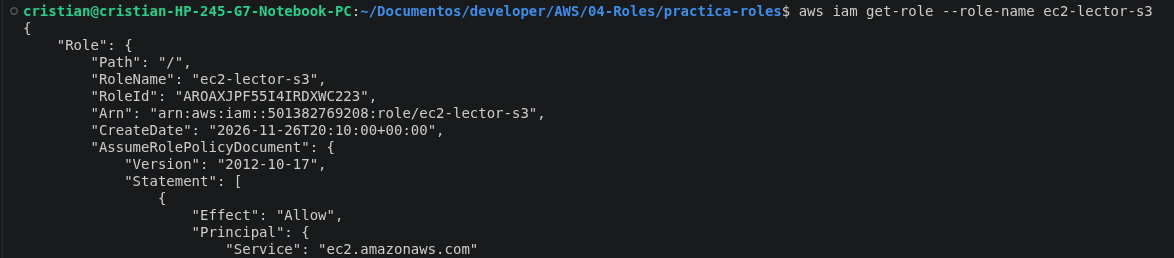 cristian@cristian-HP-245-G7-Notebook-PC:~/Documentos/developer/AWS/04-Roles/practica-roles$ aws iam get-role --role-name ec2-lector-s3
{
    "Role": {
        "Path": "/",
        "RoleName": "ec2-lector-s3",
        "RoleId": "AROAXJPF55I4IRDXWC223",
        "Arn": "arn:aws:iam::501382769208:role/ec2-lector-s3",
        "CreateDate": "2026-11-26T20:10:00+00:00",
        "AssumeRolePolicyDocument": {
            "Version": "2012-10-17",
            "Statement": [
                {
                    "Effect": "Allow",
                    "Principal": {
                        "Service": "ec2.amazonaws.com"